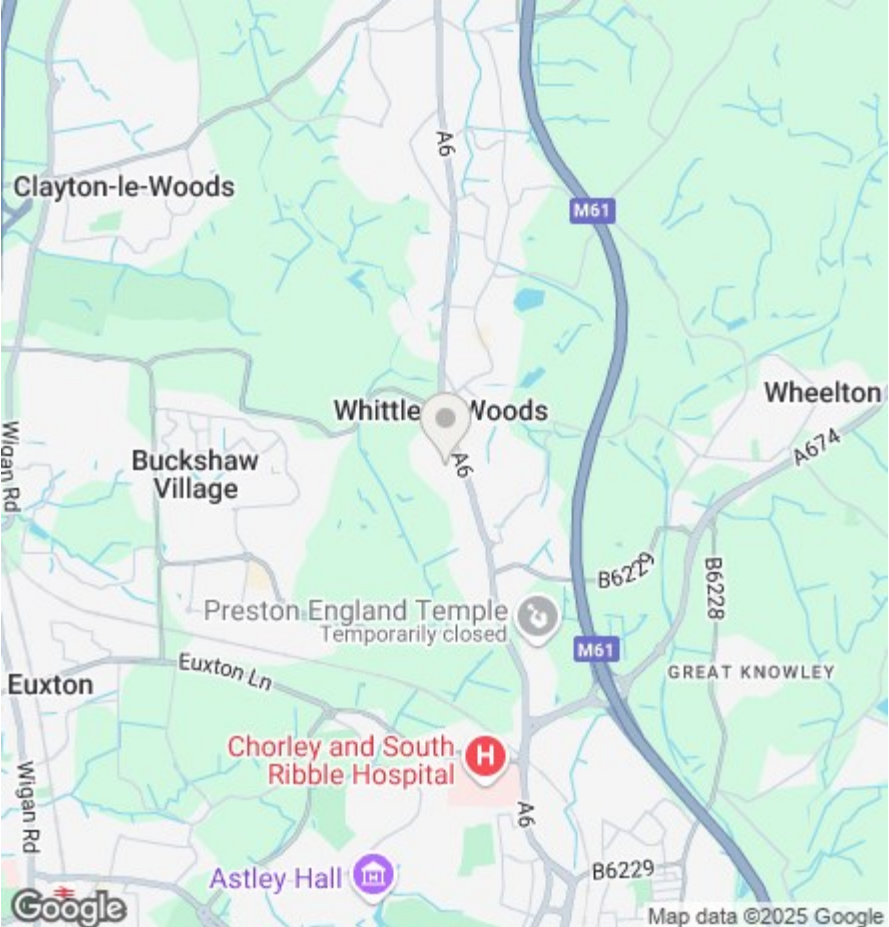 A6
Clayton-le-Woods
M61
Wheelton
Whittle
Woods
A674
Wigan Rd
A6
Buckshaw
Village
B6229
B6228
Preston England Temple
Temporarily closed
M61
GREAT KNOWLEY
Euxton Ln
Euxton
Chorley and South
Ribble Hospital
H
Wigan Rd
A6
B6229
Astley Hall
Google
Map data ©2025 Google